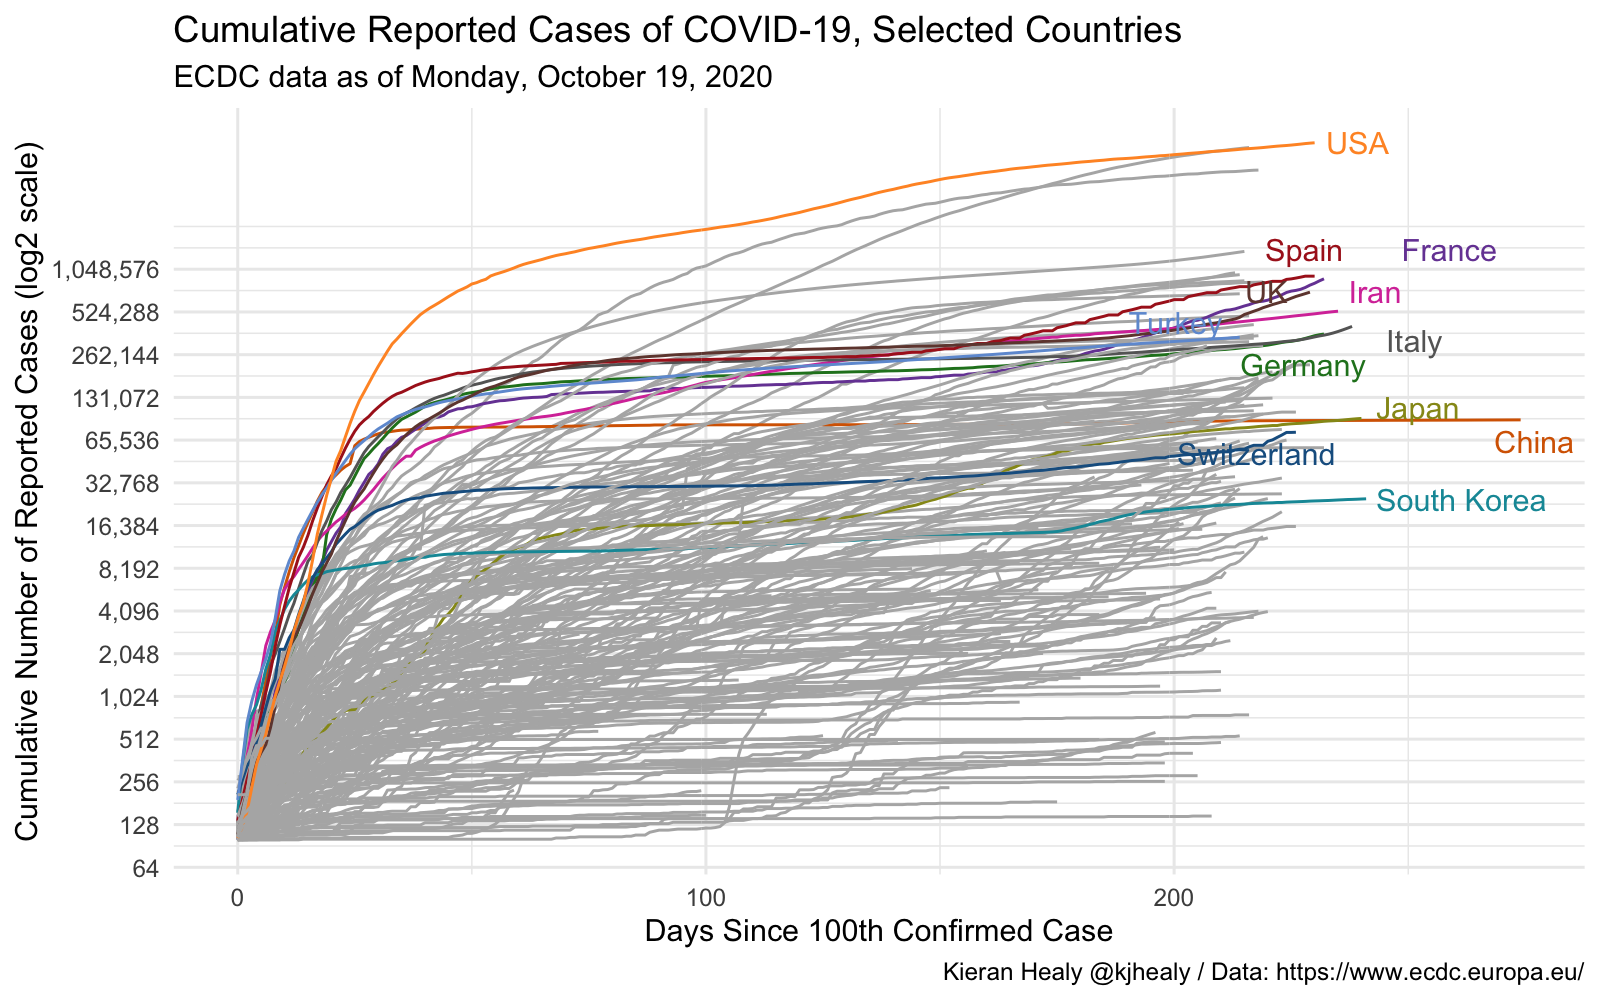 Cumulative Reported Cases of COVID-19, Selected Countries
ECDC data as of Monday, October 19, 2020
Cumulative Number of Reported Cases (log2 scale)
1,048,576
524,288
262,144
131,072
65,536
32,768
16,384
8,192
4,096
2,048
1,024
512
256
128
64
USA
Spain
France
UK
Iran
Turkey
Italy
Germany
Japan
China
Switzerland
South Korea
0
100
200
Days Since 100th Confirmed Case
Kieran Healy @kjhealy / Data: https://www.ecdc.europa.eu/